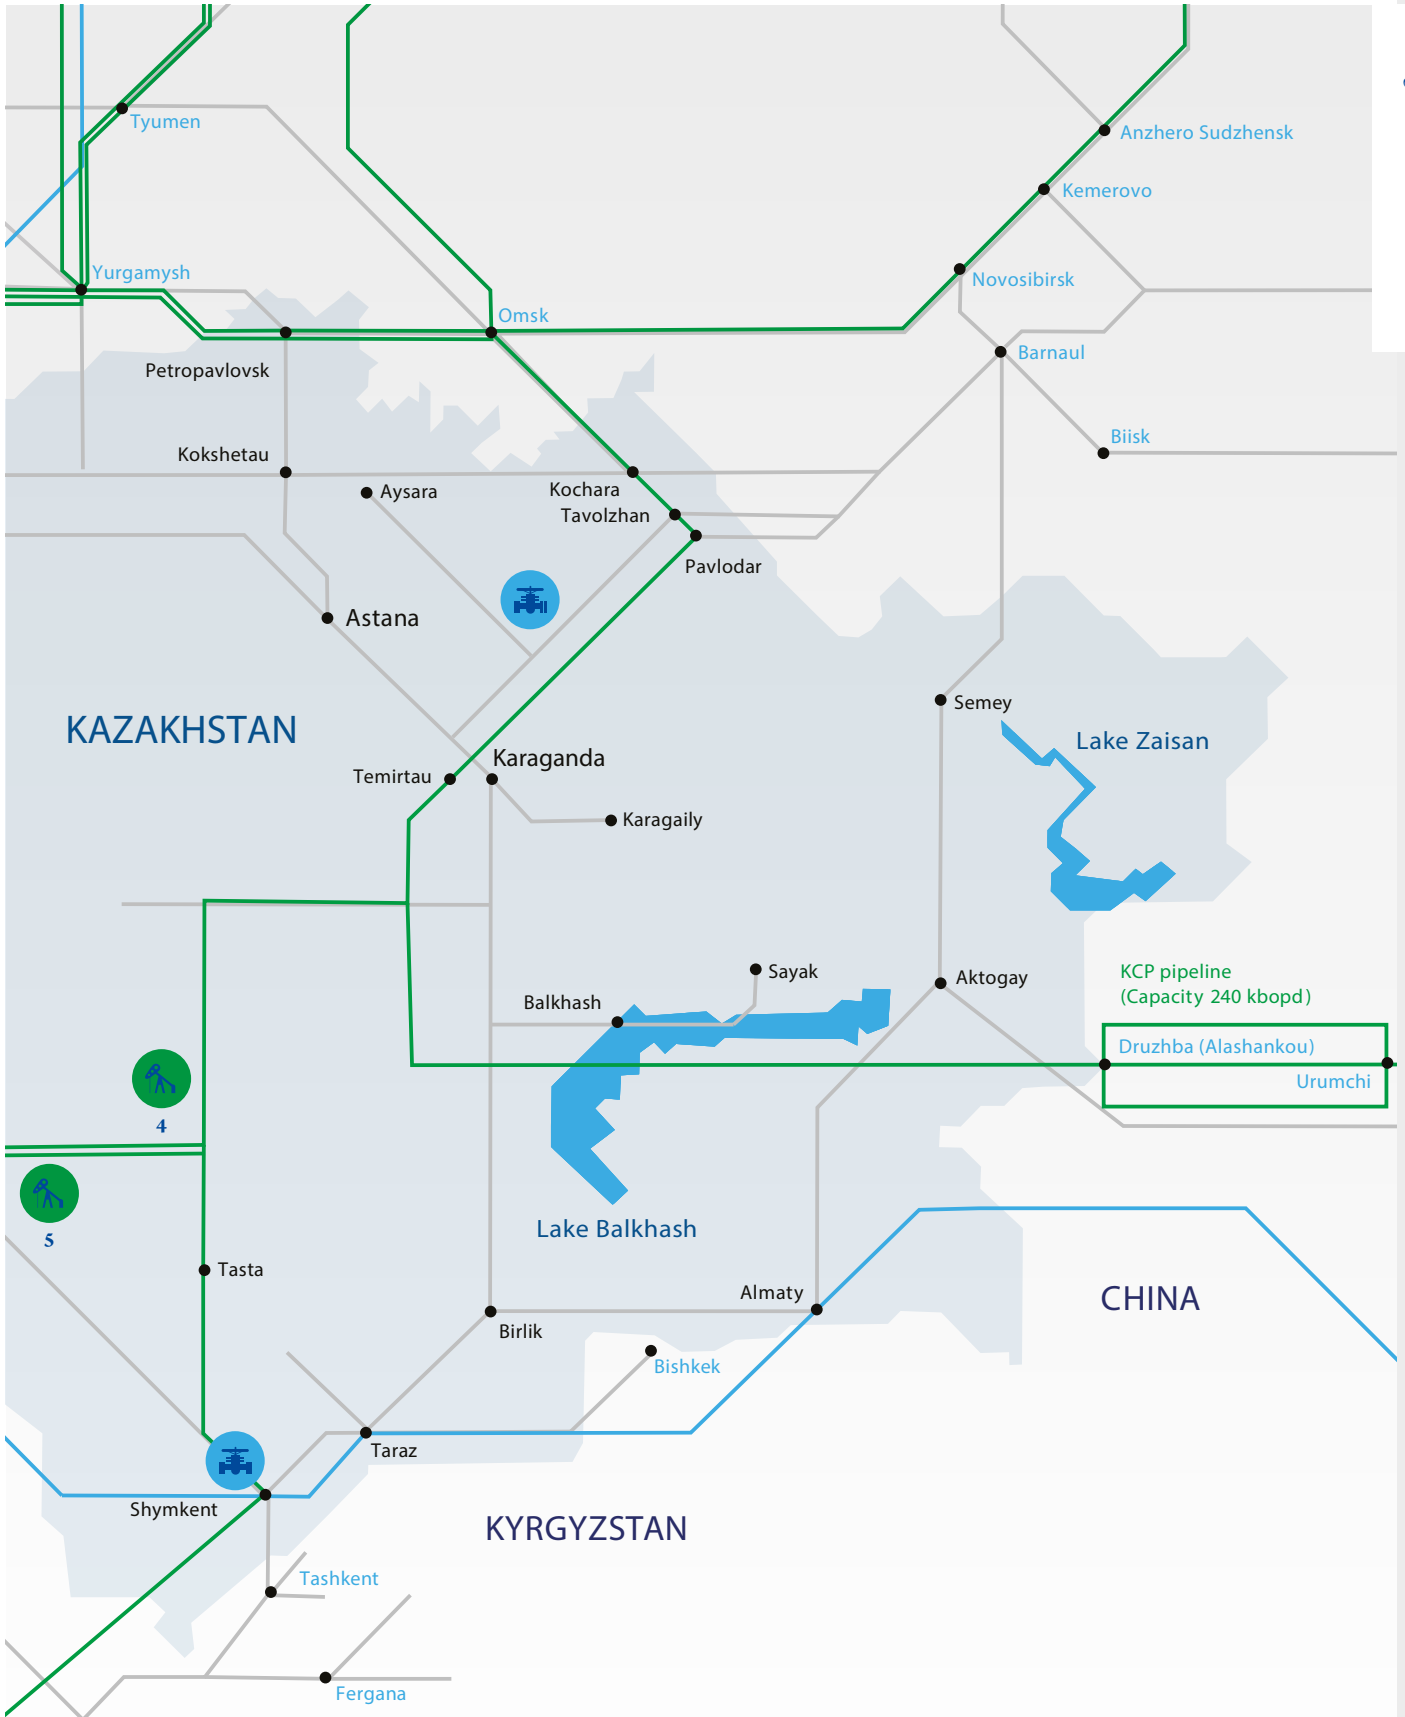 Tyumen
Anzhero Sudzhensk
Kemerovo
Yurgamysh
Novosibirsk
Omsk
Barnaul
Petropavlovsk
Biisk
Kokshetau
Aysara
Kochara
Tavolzhan
Pavlodar
Astana
Semey
KAZAKHSTAN
Lake Zaisan
Karaganda
Temirtau
Karagaily
Sayak
KCP pipeline
(Capacity 240 kbopd)
Aktogay
Balkhash
Druzhba (Alashankou)
Urumchi
4
5
Lake Balkhash
Tasta
Almaty
CHINA
Birlik
Bishkek
Taraz
Shymkent
KYRGYZSTAN
Tashkent
Fergana